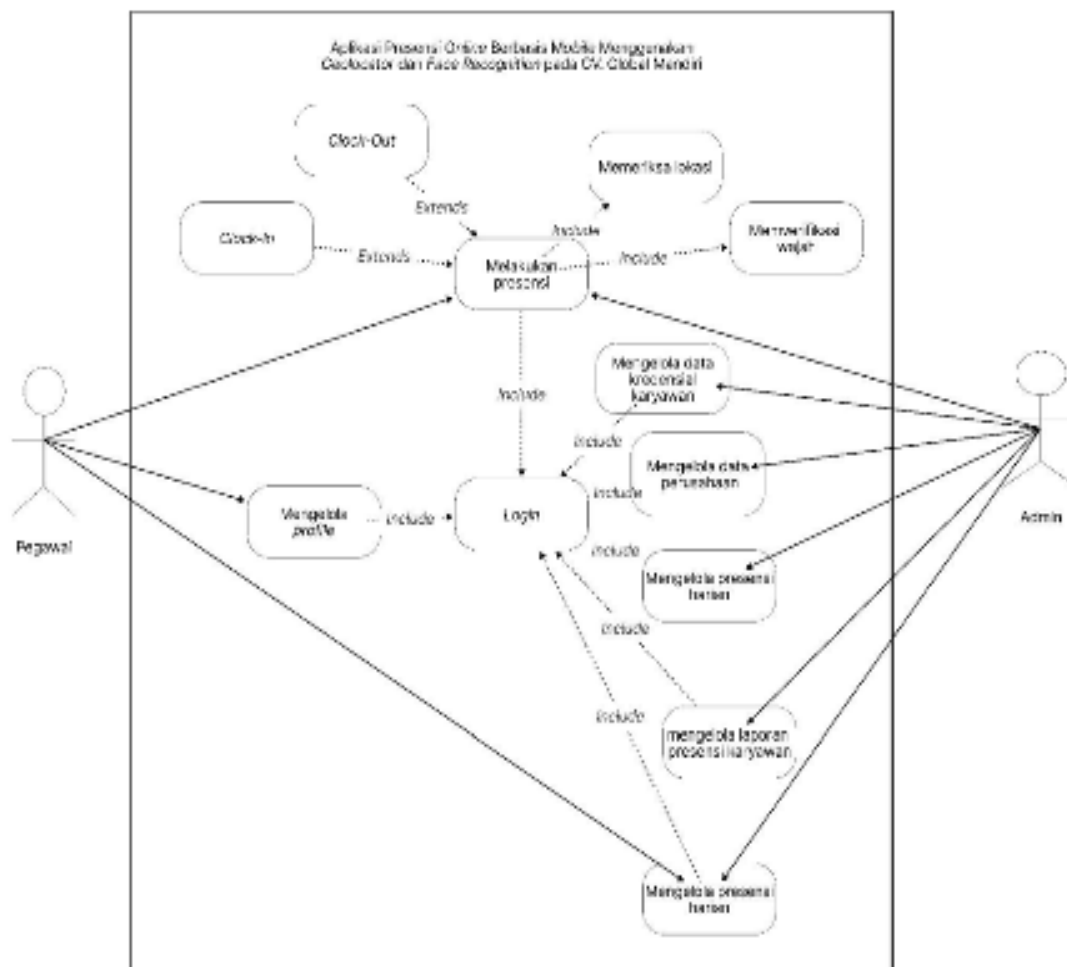 Aplikasi Presensi Online Berbasis Mobile Menggunakan
Geolocator dan Face Recognition pada CV. Global Mandiri
Clock-Out
Memeriksa lokasi
Extends
Clock-In
Include
Memverifikasi
wajah
Extends
Melakukan
presensi
Include
Mengelola data
kredensial
karyawan
Include
Include
Mengelola data
perusahaan
Include
Pegawai
Mengelola
profile
Include
Login
Admin
Include
Mengelola presensi
harian
Include
Include
mengelola laporan
presensi karyawan
Mengelola presensi
harian